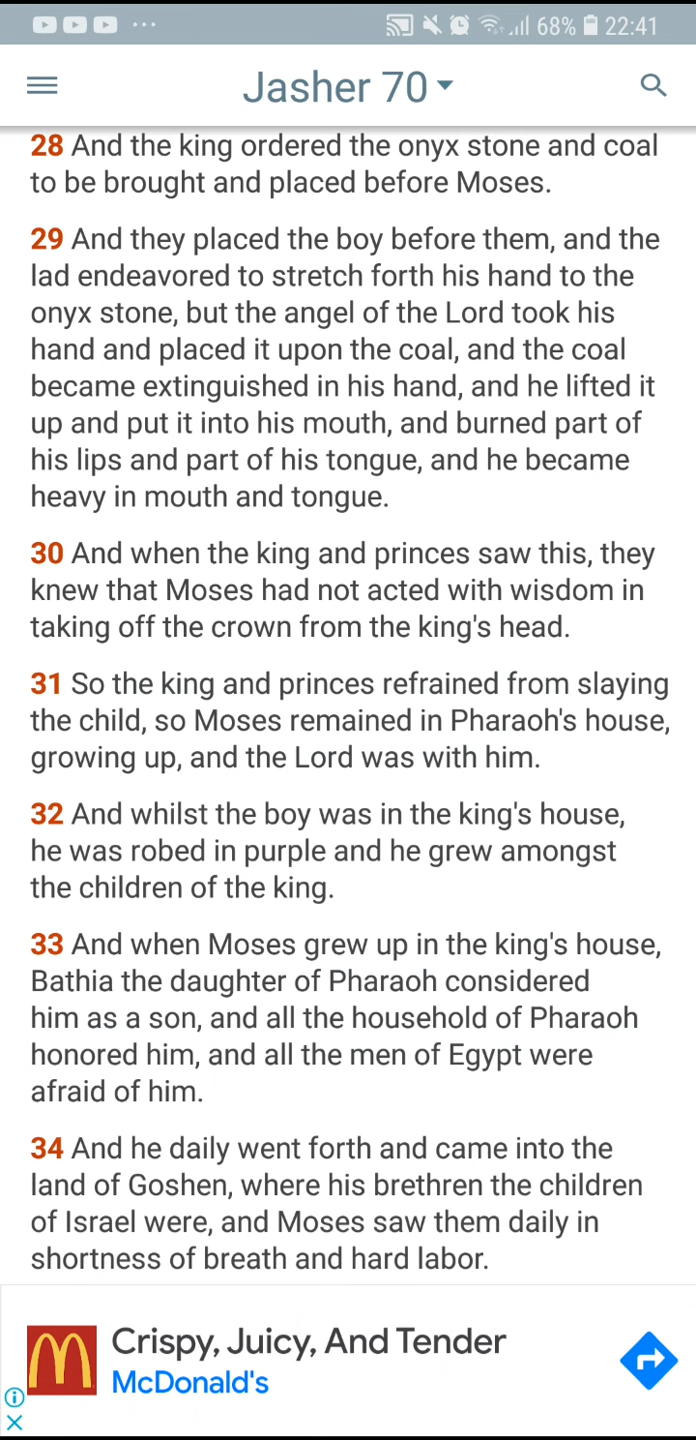 68% 22:41
Jasher 70
28 And the king ordered the onyx stone and coal
to be brought and placed before Moses.
29 And they placed the boy before them, and the
lad endeavored to stretch forth his hand to the
onyx stone, but the angel of the Lord took his
hand and placed it upon the coal, and the coal
became extinguished in his hand, and he lifted it
up and put it into his mouth, and burned part of
his lips and part of his tongue, and he became
heavy in mouth and tongue.
30 And when the king and princes saw this, they
knew that Moses had not acted with wisdom in
taking off the crown from the king's head.
31 So the king and princes refrained from slaying
the child, so Moses remained in Pharaoh's house,
growing up, and the Lord was with him.
32 And whilst the boy was in the king's house,
he was robed in purple and he grew amongst
the children of the king.
33 And when Moses grew up in the king's house,
Bathia the daughter of Pharaoh considered
him as a son, and all the household of Pharaoh
honored him, and all the men of Egypt were
afraid of him.
34 And he daily went forth and came into the
land of Goshen, where his brethren the children
of Israel were, and Moses saw them daily in
shortness of breath and hard labor.
Crispy, Juicy, And Tender
McDonald's